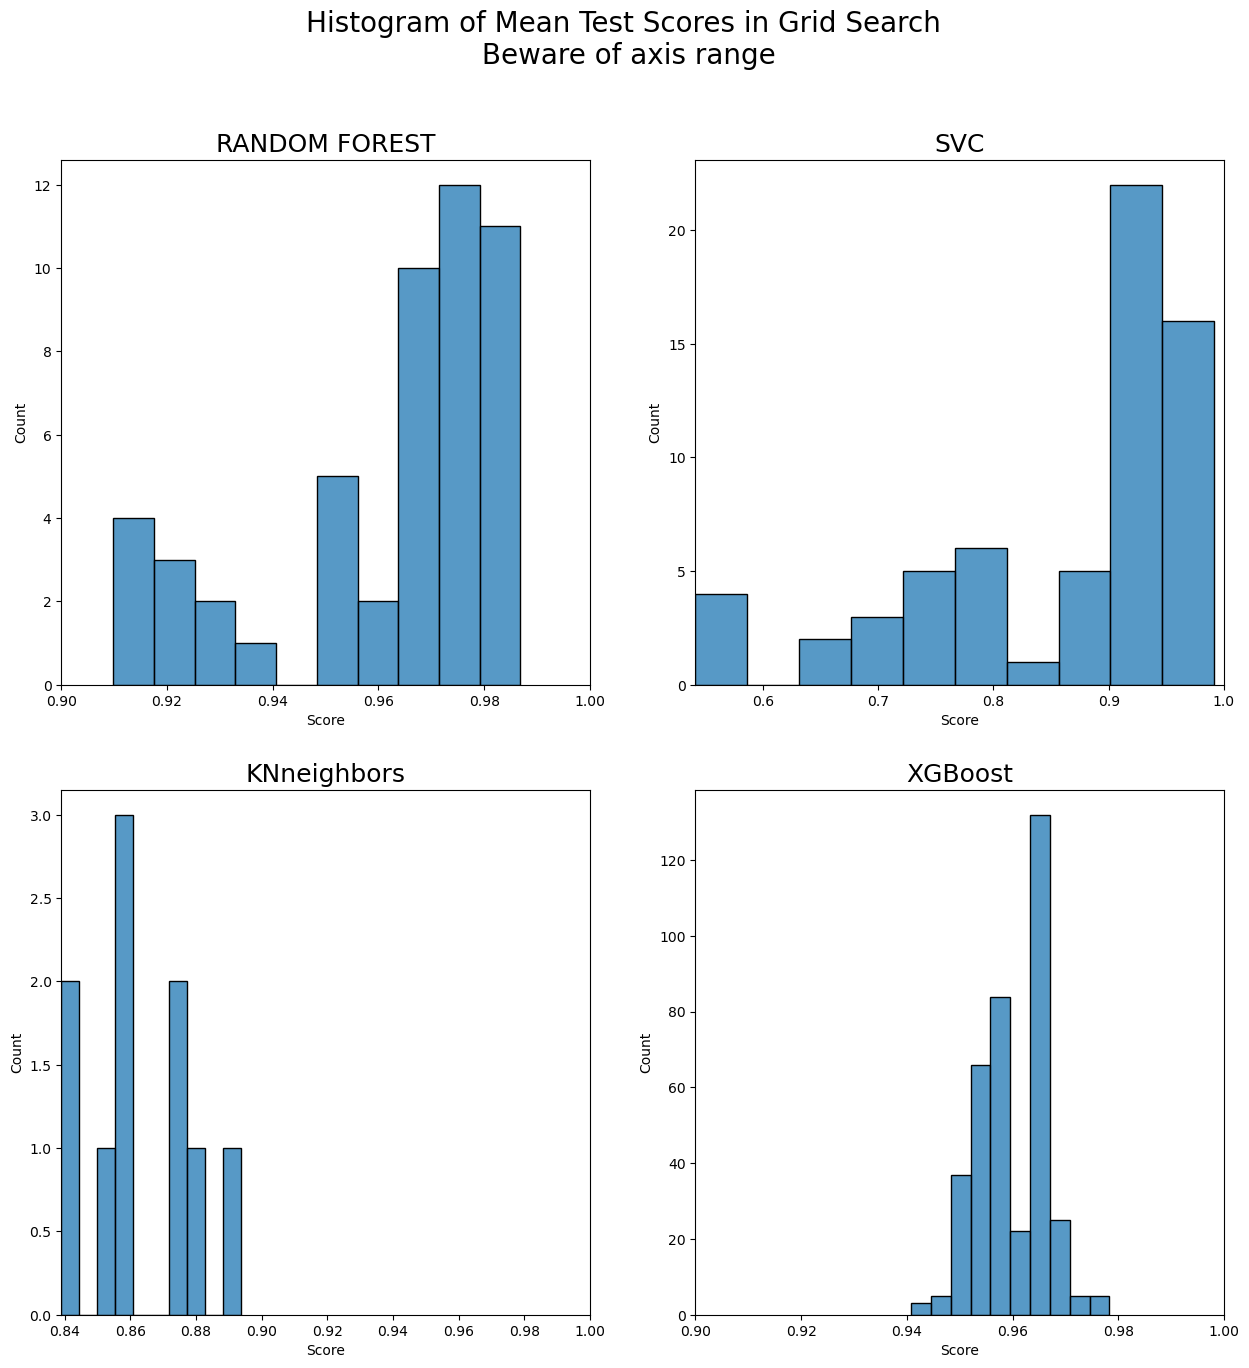 Histogram of Mean Test Scores in Grid Search
Beware of axis range
RANDOM FOREST
12
10
8
6
4
2
0
Count
0.90 0.92 0.94 0.96 0.98 1.00
Score
SVC
20
15
10
5
0
Count
0.6 0.7 0.8 0.9 1.0
Score
KNneighbors
3.0
2.5
2.0
1.5
1.0
0.5
0.0
Count
0.84 0.86 0.88 0.90 0.92 0.94 0.96 0.98 1.00
Score
XGBoost
120
100
80
60
40
20
0
Count
0.90 0.92 0.94 0.96 0.98 1.00
Score